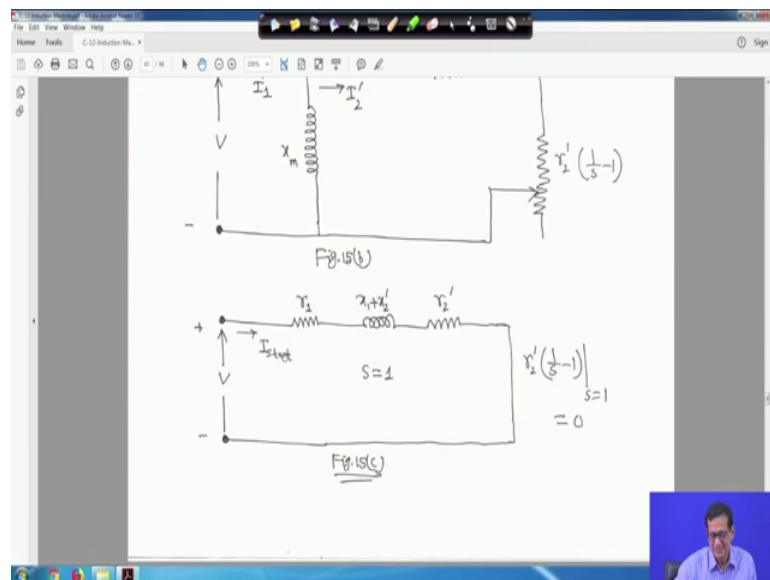 C-12-Induction Machine.pdf - Adobe Acrobat Reader DC
File Edit View Window Help
Home Tools C-12-Induction Ma... × Sign
/ 64
I₁ → I₂′
V
xₘ
r₂′ (1/s − 1)
−
Fig. 15(b)
r₁ x₁+x₂′ r₂′
+
→ I_start
V
S = 1
r₂′ (1/s − 1)|ₛ₌₁
= 0
−
Fig. 15(c)